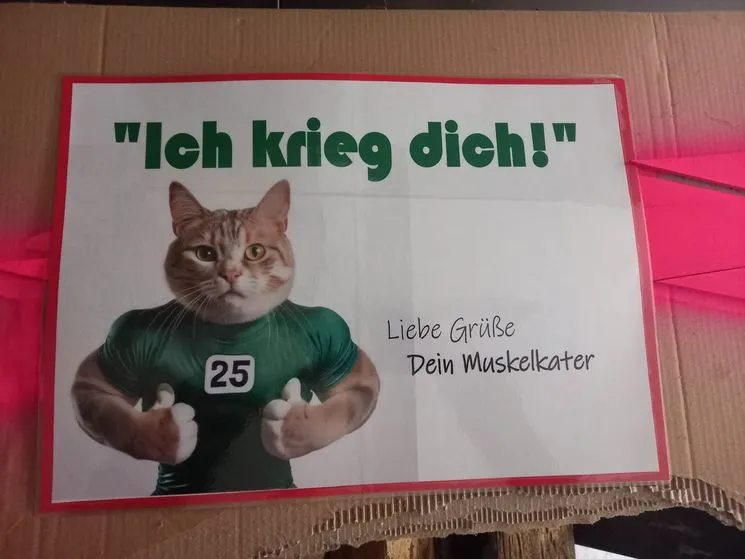 "Ich krieg dich!"
25
Liebe Grüße
Dein Muskelkater